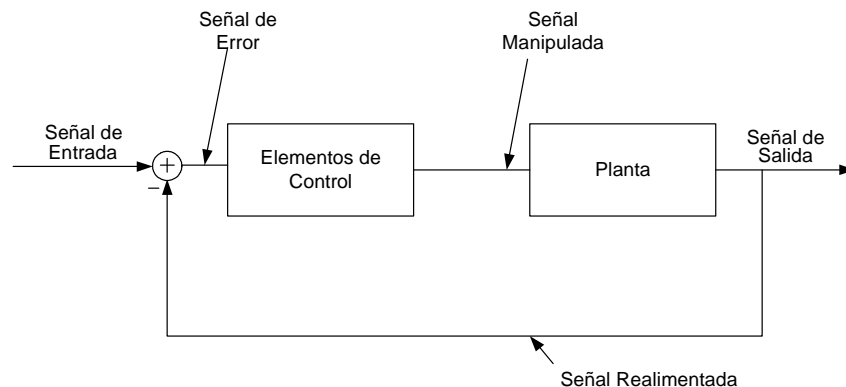 Señal de
Error
Señal
Manipulada
Señal de
Entrada
+
−
Elementos de
Control
Planta
Señal de
Salida
Señal Realimentada